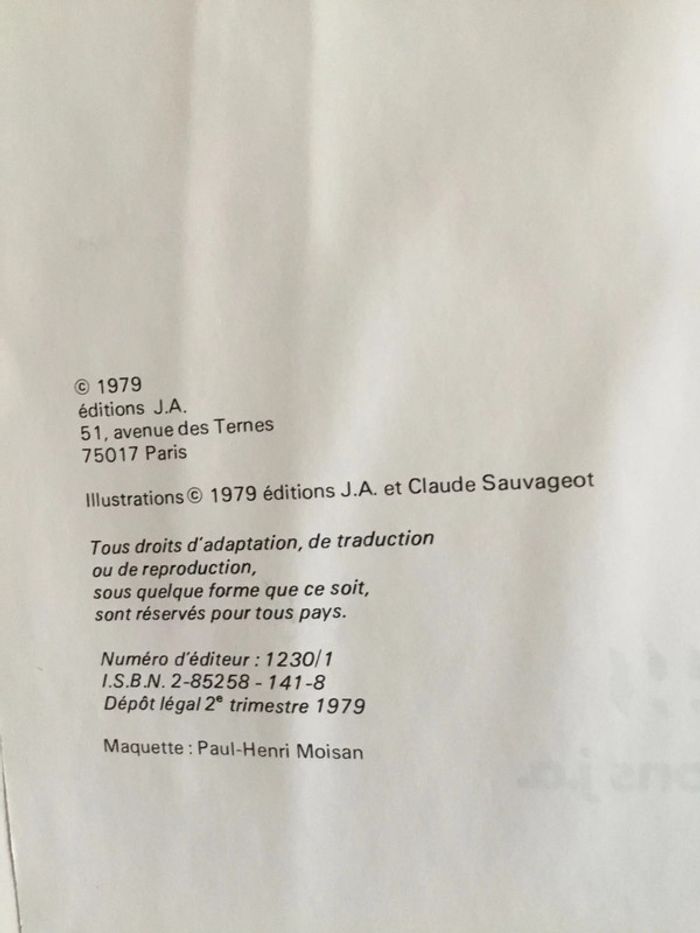 © 1979
éditions J.A.
51, avenue des Ternes
75017 Paris
Illustrations © 1979 éditions J.A. et Claude Sauvageot
Tous droits d'adaptation, de traduction
ou de reproduction,
sous quelque forme que ce soit,
sont réservés pour tous pays.
Numéro d'éditeur : 1230/1
I.S.B.N. 2-85258 - 141-8
Dépôt légal 2e trimestre 1979
Maquette : Paul-Henri Moisan